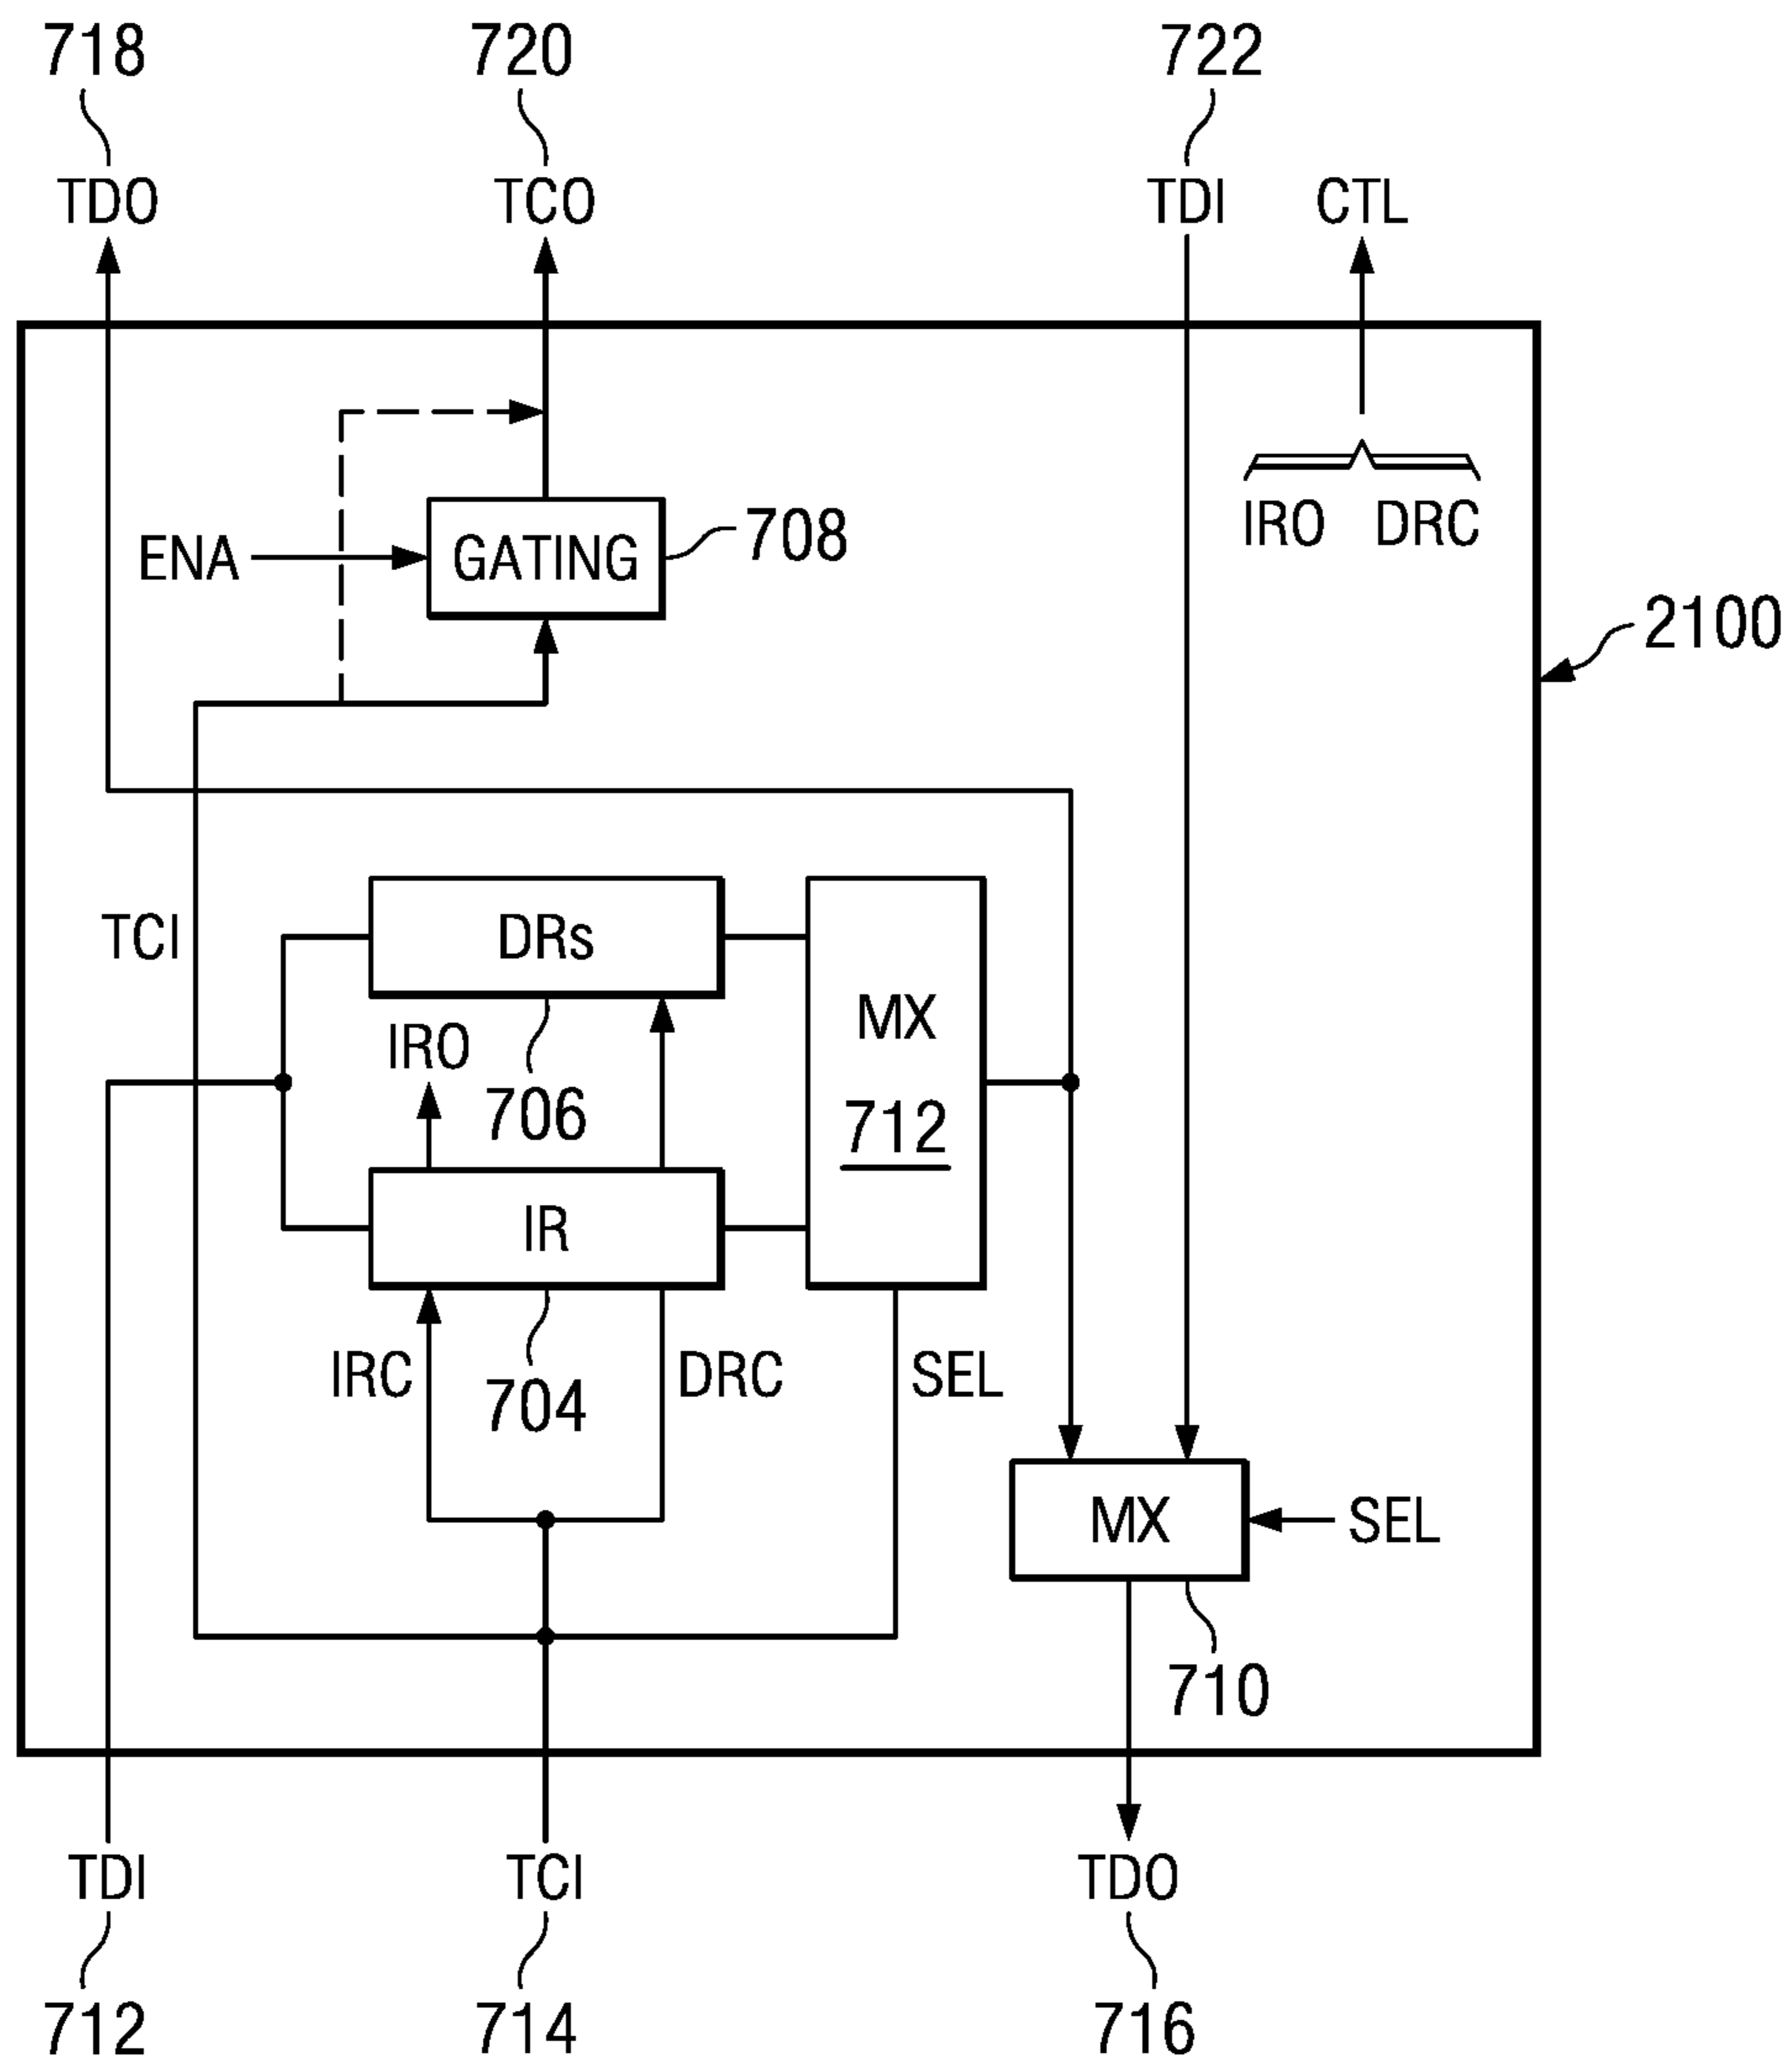 718 720 722
TDO TCO TDI CTL
IRO DRC
ENA GATING 708
2100
TCI DRs MX
IRO
706 712
IR
IRC DRC SEL
704
MX SEL
710
TDI TCI TDO
712 714 716